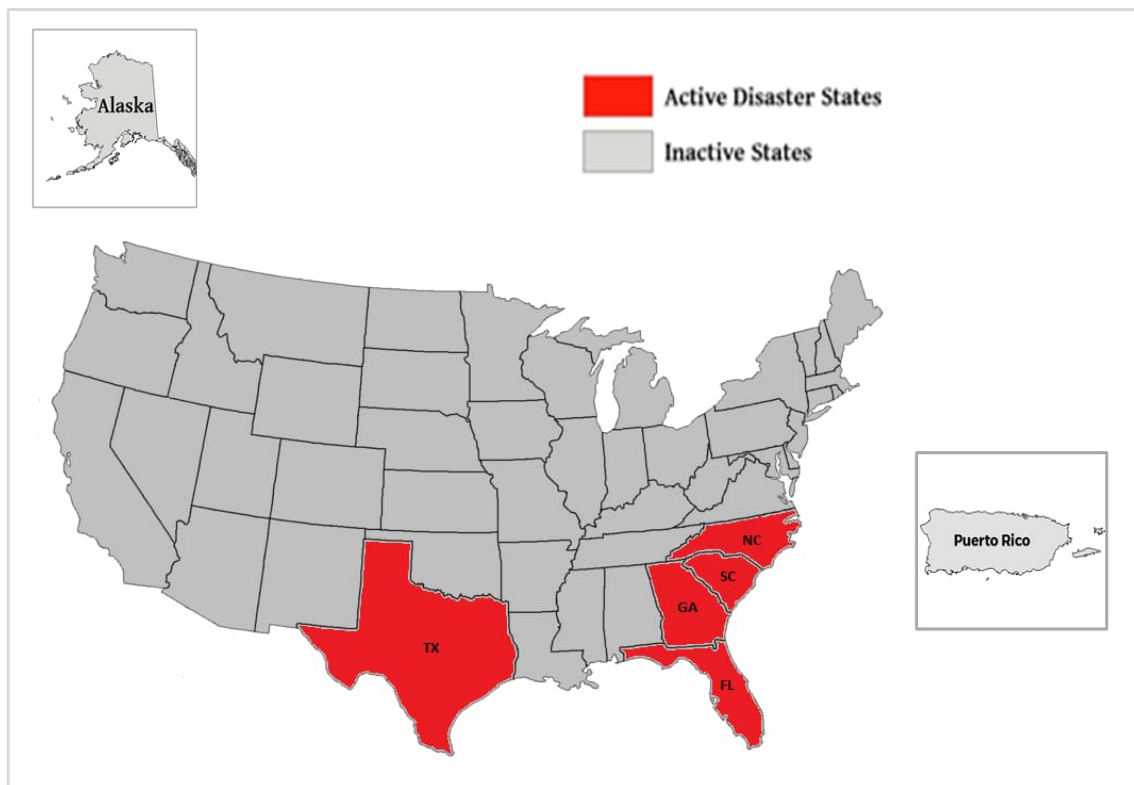 Alaska
Active Disaster States
Inactive States
NC
SC
GA
TX
FL
Puerto Rico